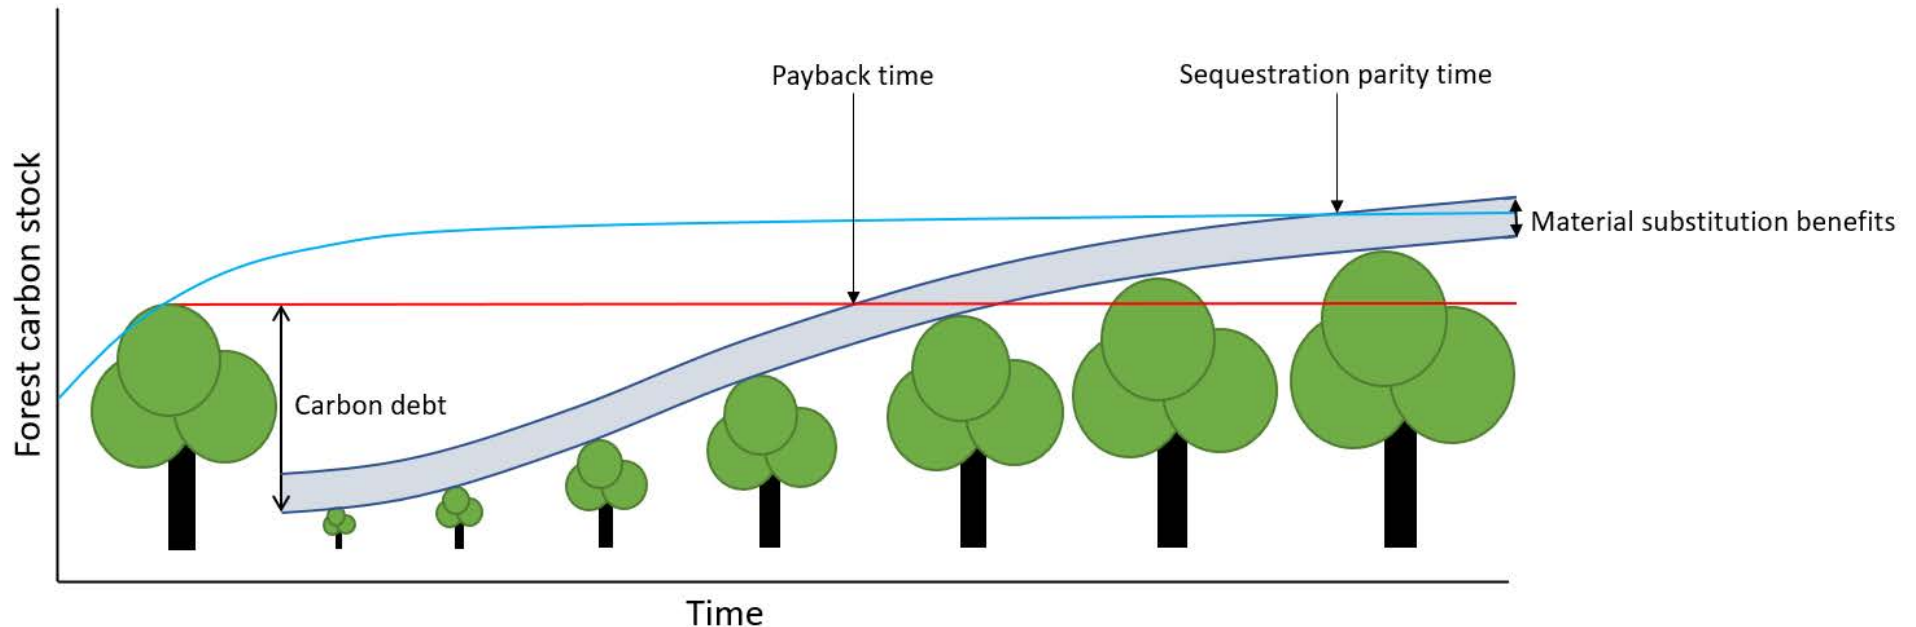 Payback time
Sequestration parity time
Material substitution benefits
Forest carbon stock
Carbon debt
Time